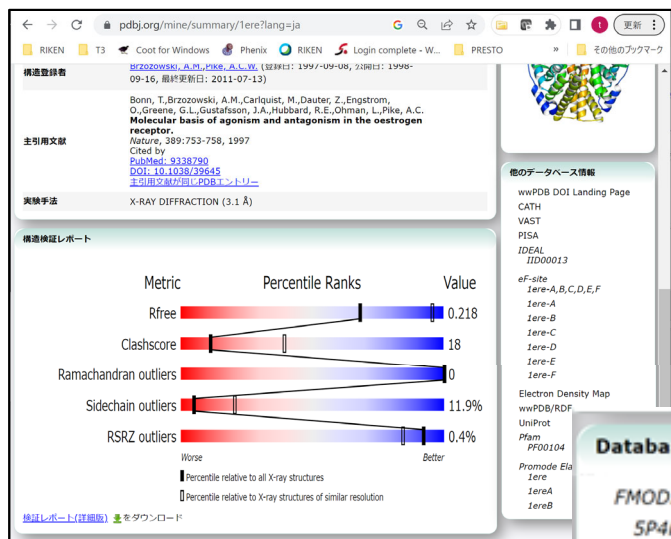 pdbj.org/mine/summary/1ere?lang=ja
更新
RIKEN T3 Coot for Windows Phenix RIKEN Login complete - W... PRESTO » その他のブックマーク
構造登録者
Brzozowski, A.M.,Pike, A.C.W. (登録日: 1997-09-08, 公開日: 1998-
09-16, 最終更新日: 2011-07-13)
主引用文献
Bonn, T.,Brzozowski, A.M.,Carlquist, M.,Dauter, Z.,Engstrom,
O.,Greene, G.L.,Gustafsson, J.A.,Hubbard, R.E.,Ohman, L.,Pike, A.C.
Molecular basis of agonism and antagonism in the oestrogen
receptor.
Nature, 389:753-758, 1997
Cited by
PubMed: 9338790
DOI: 10.1038/39645
主引用文献が同じPDBエントリー
実験手法 X-RAY DIFFRACTION (3.1 Å)
構造検証レポート
Metric Percentile Ranks Value
Rfree 0.218
Clashscore 18
Ramachandran outliers 0
Sidechain outliers 11.9%
RSRZ outliers 0.4%
Worse Better
Percentile relative to all X-ray structures
Percentile relative to X-ray structures of similar resolution
検証レポート(詳細版) をダウンロード
他のデータベース情報
wwPDB DOI Landing Page
CATH
VAST
PISA
IDEAL
IID00013
eF-site
1ere-A,B,C,D,E,F
1ere-A
1ere-B
1ere-C
1ere-D
1ere-E
1ere-F
Electron Density Map
wwPDB/RDF
UniProt
Pfam
PF00104
Promode Ela
1ere
1ereA
1ereB
Databa
FMOD